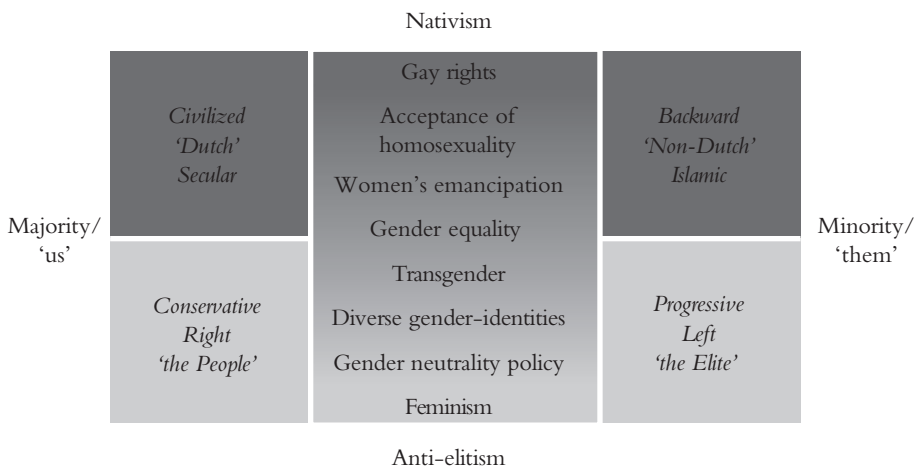 Nativism
Gay rights
Civilized
‘Dutch’
Secular
Acceptance of
homosexuality
Backward
‘Non-Dutch’
Islamic
Women’s emancipation
Majority/
‘us’
Gender equality
Minority/
‘them’
Transgender
Conservative
Right
‘the People’
Diverse gender-identities
Progressive
Left
‘the Elite’
Gender neutrality policy
Feminism
Anti-elitism